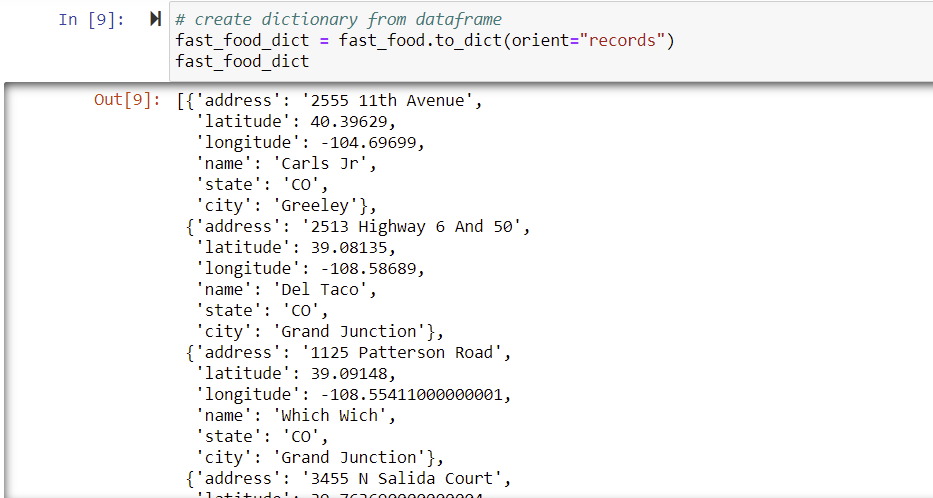 In [9]:
# create dictionary from dataframe
fast_food_dict = fast_food.to_dict(orient="records")
fast_food_dict
Out[9]:
[{'address': '2555 11th Avenue',
'latitude': 40.39629,
'longitude': -104.69699,
'name': 'Carls Jr',
'state': 'CO',
'city': 'Greeley'},
{'address': '2513 Highway 6 And 50',
'latitude': 39.08135,
'longitude': -108.58689,
'name': 'Del Taco',
'state': 'CO',
'city': 'Grand Junction'},
{'address': '1125 Patterson Road',
'latitude': 39.09148,
'longitude': -108.55411000000001,
'name': 'Which Wich',
'state': 'CO',
'city': 'Grand Junction'},
{'address': '3455 N Salida Court',